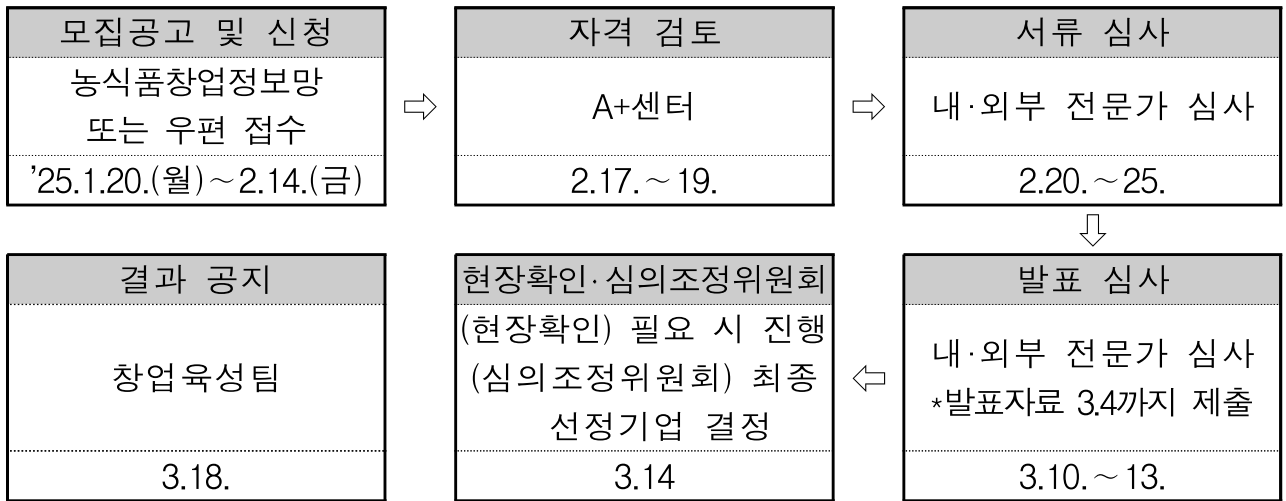 모집공고 및 신청
농식품창업정보망
또는 우편 접수
'25.1.20.(월)~2.14.(금)
⇨
자격 검토
A+센터
2.17.~19.
⇨
서류 심사
내·외부 전문가 심사
2.20.~25.
⇩
발표 심사
내·외부 전문가 심사
*발표자료 3.4까지 제출
3.10.~13.
⇦
현장확인·심의조정위원회
(현장확인) 필요 시 진행
(심의조정위원회) 최종
선정기업 결정
3.14
결과 공지
창업육성팀
3.18.